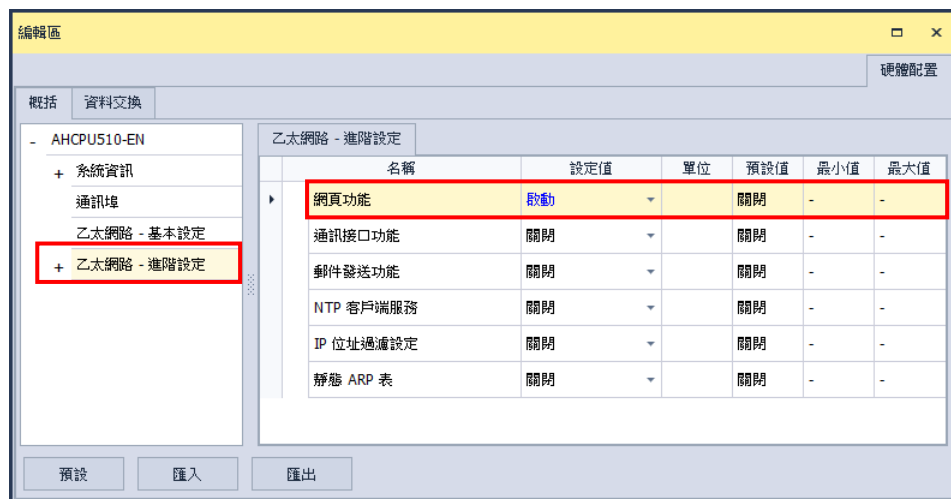 編輯區
硬體配置
概括 資料交換
- AHCPU510-EN
+ 系統資訊
通訊埠
乙太網路 - 基本設定
+ 乙太網路 - 進階設定
乙太網路 - 進階設定
名稱 設定值 單位 預設值 最小值 最大值
網頁功能 啟動 關閉 - -
通訊接口功能 關閉 關閉 - -
郵件發送功能 關閉 關閉 - -
NTP 客戶端服務 關閉 關閉 - -
IP 位址過濾設定 關閉 關閉 - -
靜態 ARP 表 關閉 關閉 - -
預設 匯入 匯出